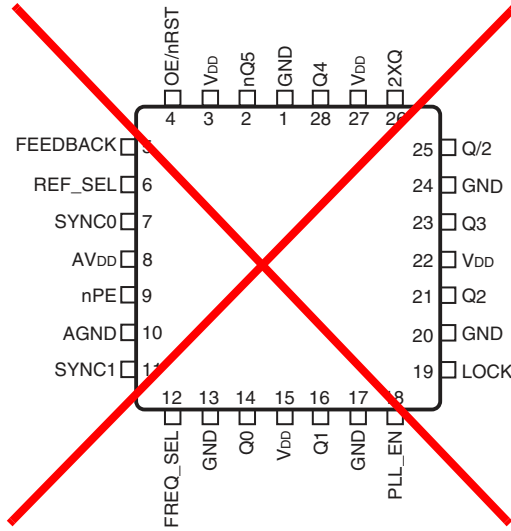 OE/nRST
VDD
nQ5
GND
Q4
VDD
2XQ
4 3 2 1 28 27 26
FEEDBACK 5
REF_SEL 6
SYNC0 7
AVDD 8
nPE 9
AGND 10
SYNC1 11
25 Q/2
24 GND
23 Q3
22 VDD
21 Q2
20 GND
19 LOCK
12 13 14 15 16 17 18
FREQ_SEL
GND
Q0
VDD
Q1
GND
PLL_EN